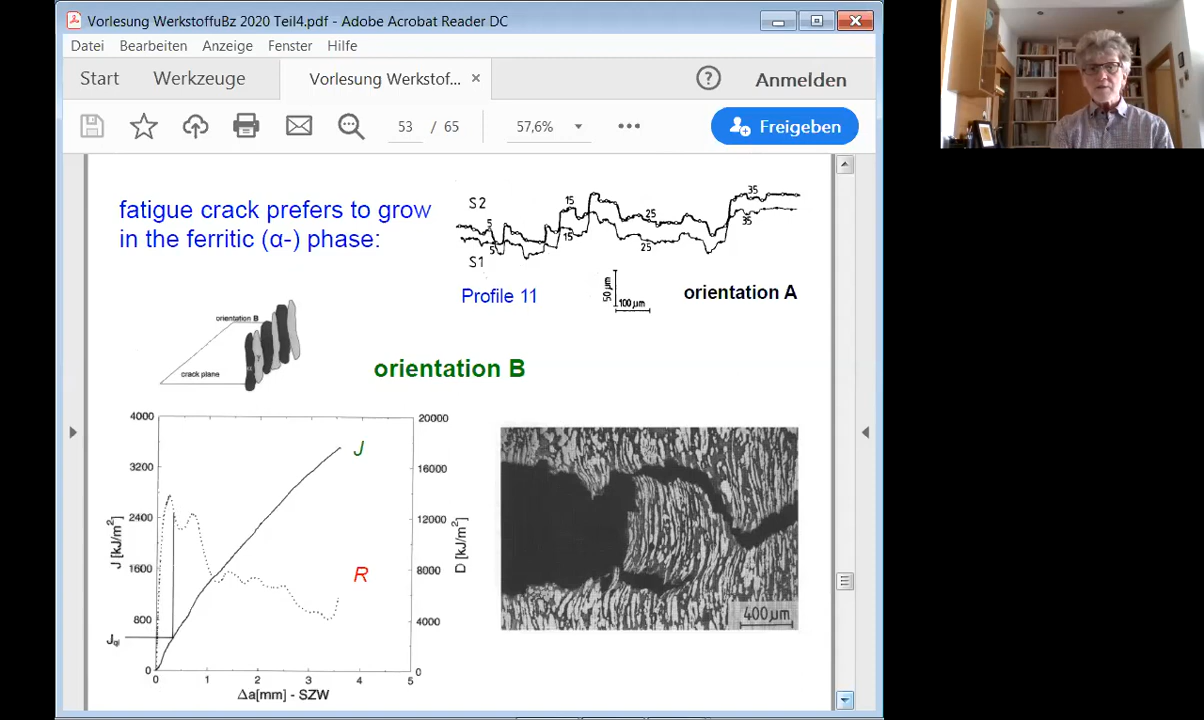 Vorlesung WerkstoffuBz 2020 Teil4.pdf - Adobe Acrobat Reader DC
Datei Bearbeiten Anzeige Fenster Hilfe
Start Werkzeuge Vorlesung Werkstof... × ? Anmelden
53 / 65 57,6% Freigeben
fatigue crack prefers to grow
in the ferritic (α-) phase:
S2
5
15
25
35
S1
5
15
25
35
Profile 11
50 µm
100 µm
orientation A
orientation B
crack plane
α
γ
orientation B
4000
3200
2400
1600
800
0
J [kJ/m²]
Jqi
20000
16000
12000
8000
4000
0
D [kJ/m²]
J
R
0 1 2 3 4 5
Δa[mm] - SZW
400µm